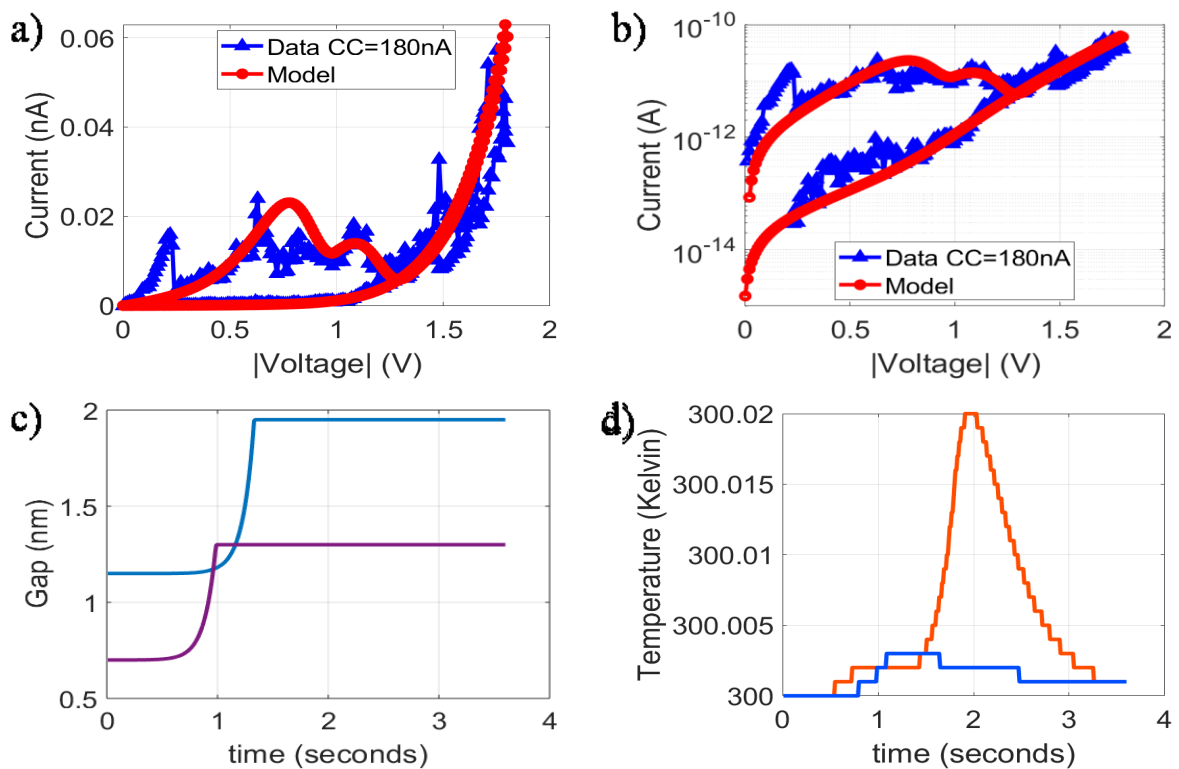 a)
0.06
0.04
0.02
0
Current (nA)
Data CC=180nA
Model
0
0.5
1
1.5
2
|Voltage| (V)
b)
10-10
10-12
10-14
Current (A)
Data CC=180nA
Model
0
0.5
1
1.5
2
|Voltage| (V)
c)
2
1.5
1
0.5
Gap (nm)
0
1
2
3
4
time (seconds)
d)
300.02
300.015
300.01
300.005
300
Temperature (Kelvin)
0
1
2
3
4
time (seconds)